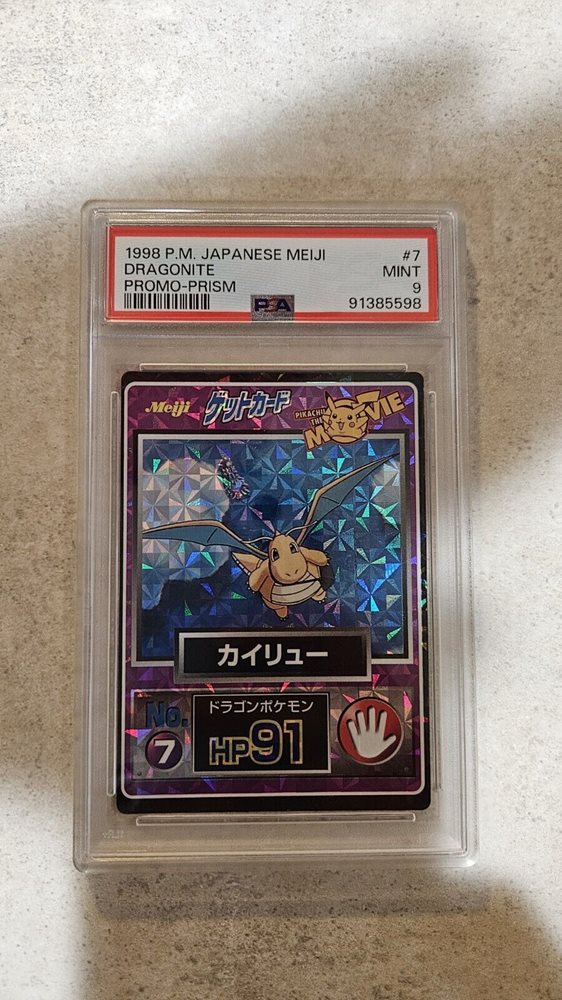 1998 P.M. JAPANESE MEIJI #7
DRAGONITE MINT
PROMO-PRISM 9
PSA 91385598
Meiji ゲットカード PIKACHU THE MOVIE
カイリュー
No. 7
ドラゴンポケモン
HP91